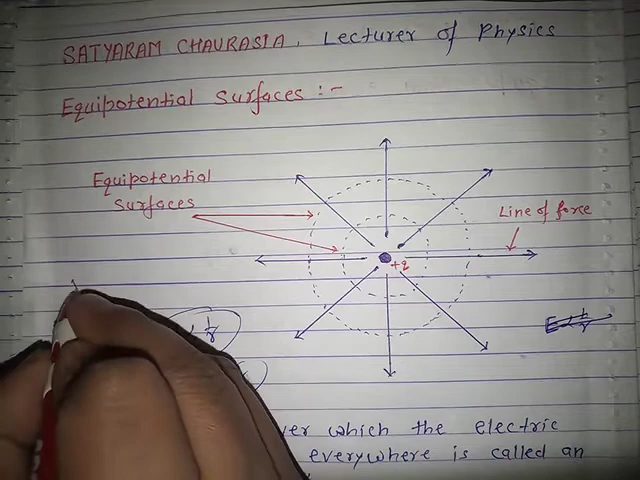 SATYARAM CHAURASIA, Lecturer of Physics
Equipotential Surfaces :-
Equipotential
Surfaces
Line of force
+q
1/r
which the electric
everywhere is called an